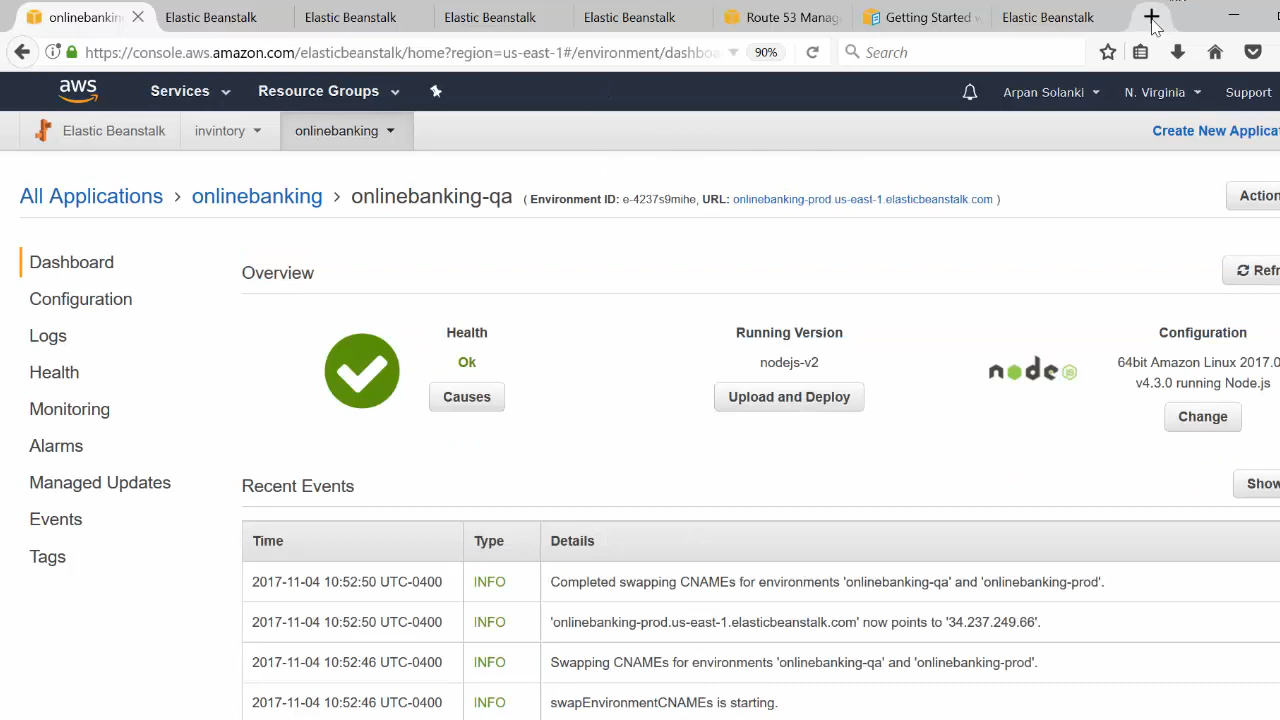 onlinebanking
Elastic Beanstalk
Elastic Beanstalk
Elastic Beanstalk
Elastic Beanstalk
Route 53 Mana
Getting Started
Elastic Beanstalk
https://console.aws.amazon.com/elasticbeanstalk/home?region=us-east-1#/environment/dashbo
90%
Search
aws
Services
Resource Groups
Arpan Solanki
N. Virginia
Support
Elastic Beanstalk
invintory
onlinebanking
Create New Applica
All Applications > onlinebanking > onlinebanking-qa ( Environment ID: e-4237s9mihe, URL: onlinebanking-prod.us-east-1.elasticbeanstalk.com )
Action
Dashboard
Configuration
Logs
Health
Monitoring
Alarms
Managed Updates
Events
Tags
Overview
Refr
Health
Ok
Causes
Running Version
nodejs-v2
Upload and Deploy
node
JS
Configuration
64bit Amazon Linux 2017.0
v4.3.0 running Node.js
Change
Recent Events
Show
Time Type Details
2017-11-04 10:52:50 UTC-0400 INFO Completed swapping CNAMEs for environments 'onlinebanking-qa' and 'onlinebanking-prod'.
2017-11-04 10:52:50 UTC-0400 INFO 'onlinebanking-prod.us-east-1.elasticbeanstalk.com' now points to '34.237.249.66'.
2017-11-04 10:52:46 UTC-0400 INFO Swapping CNAMEs for environments 'onlinebanking-qa' and 'onlinebanking-prod'.
2017-11-04 10:52:46 UTC-0400 INFO swapEnvironmentCNAMEs is starting.